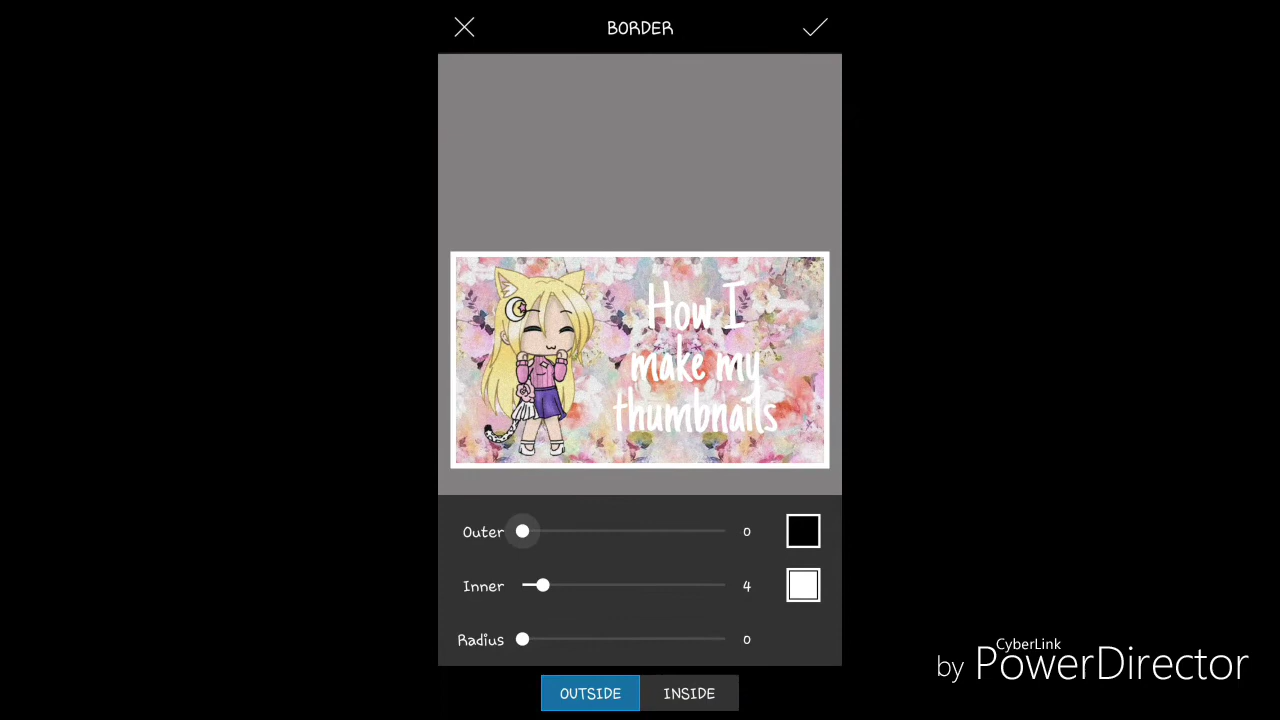 BORDER
How I
make my
thumbnails
Outer 0
Inner 4
Radius 0
OUTSIDE INSIDE
CyberLink
by PowerDirector